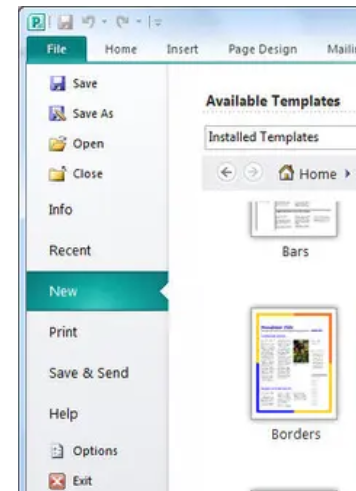 File Home Insert Page Design
Save
Save As
Open
Close
Info
Recent
New
Print
Save & Send
Help
Options
Exit
Available Templates
Installed Templates
Home
Bars
Borders